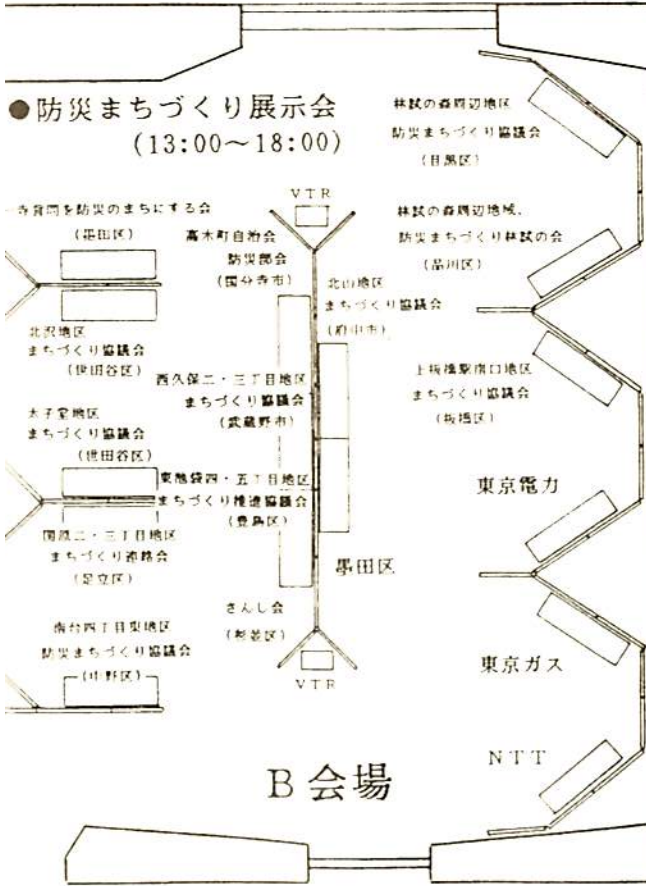 ●防災まちづくり展示会
(13:00〜18:00)
一寺言問を防災のまちにする会
(墨田区)
北沢地区
まちづくり協議会
(世田谷区)
太子堂地区
まちづくり協議会
(世田谷区)
関原二・三丁目地区
まちづくり連絡会
(足立区)
南台四丁目東地区
防災まちづくり協議会
(中野区)
VTR
高木町自治会
防災部会
(国分寺市)
北山地区
まちづくり協議会
(府中市)
西久保二・三丁目地区
まちづくり協議会
(武蔵野市)
東池袋四・五丁目地区
まちづくり推進協議会
(豊島区)
墨田区
さんし会
(杉並区)
VTR
林試の森周辺地区
防災まちづくり協議会
(目黒区)
林試の森周辺地域、
防災まちづくり林試の会
(品川区)
上板橋駅南口地区
まちづくり協議会
(板橋区)
東京電力
東京ガス
NTT
B会場